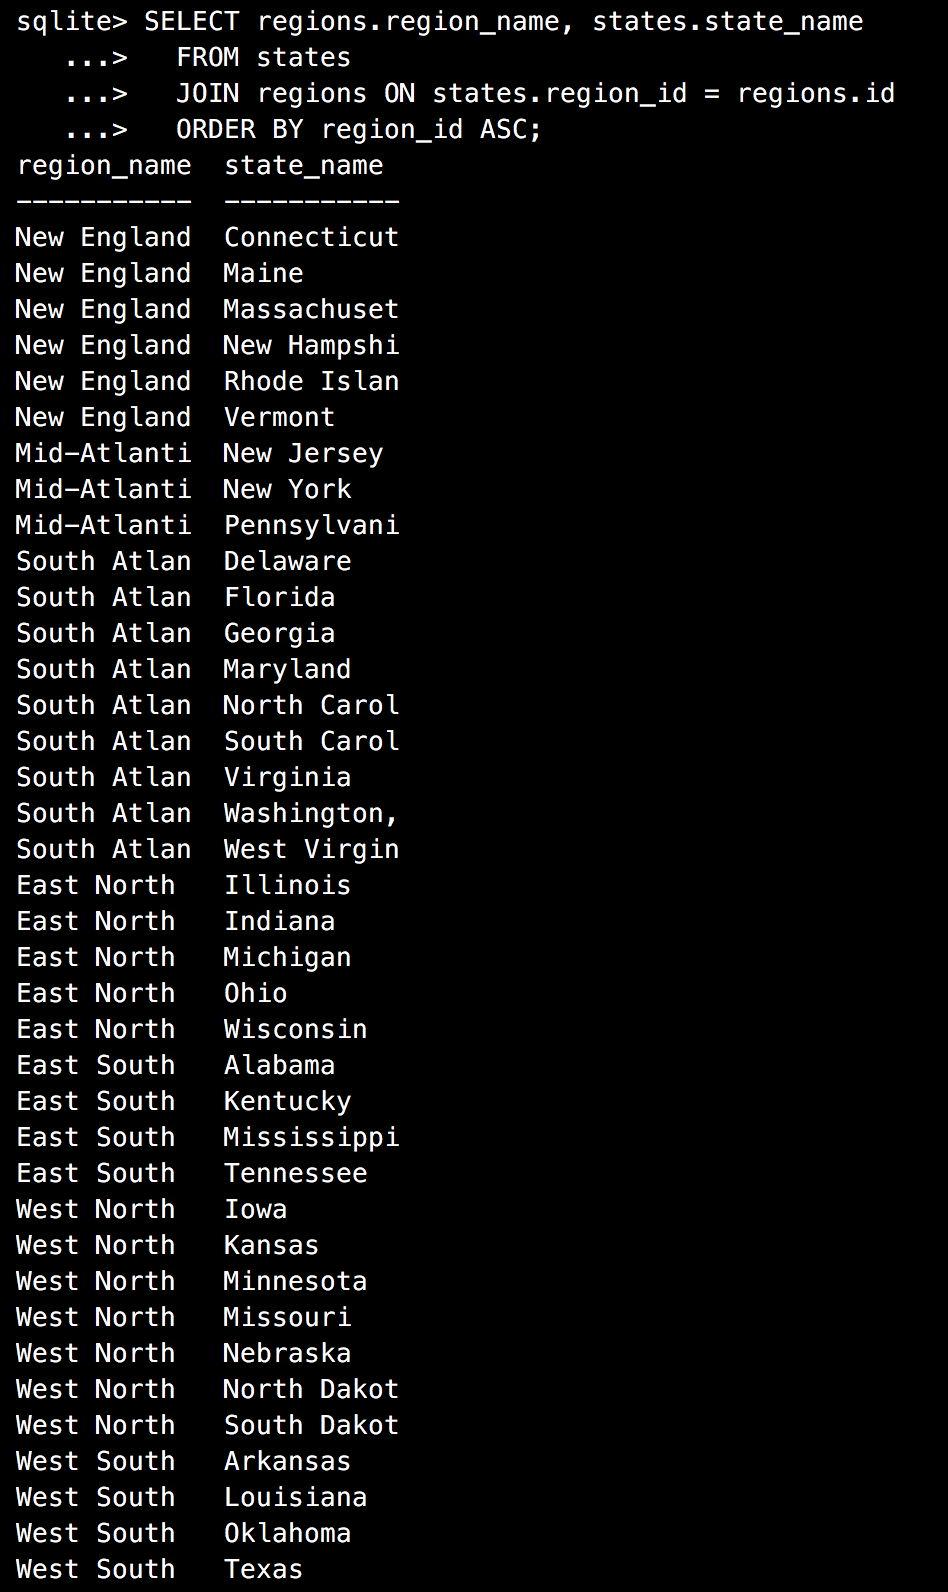 sqlite> SELECT regions.region_name, states.state_name
   ...>   FROM states
   ...>   JOIN regions ON states.region_id = regions.id
   ...>   ORDER BY region_id ASC;
region_name  state_name
-----------  -----------
New England  Connecticut
New England  Maine
New England  Massachuset
New England  New Hampshi
New England  Rhode Islan
New England  Vermont
Mid-Atlanti  New Jersey
Mid-Atlanti  New York
Mid-Atlanti  Pennsylvani
South Atlan  Delaware
South Atlan  Florida
South Atlan  Georgia
South Atlan  Maryland
South Atlan  North Carol
South Atlan  South Carol
South Atlan  Virginia
South Atlan  Washington,
South Atlan  West Virgin
East North   Illinois
East North   Indiana
East North   Michigan
East North   Ohio
East North   Wisconsin
East South   Alabama
East South   Kentucky
East South   Mississippi
East South   Tennessee
West North   Iowa
West North   Kansas
West North   Minnesota
West North   Missouri
West North   Nebraska
West North   North Dakot
West North   South Dakot
West South   Arkansas
West South   Louisiana
West South   Oklahoma
West South   Texas